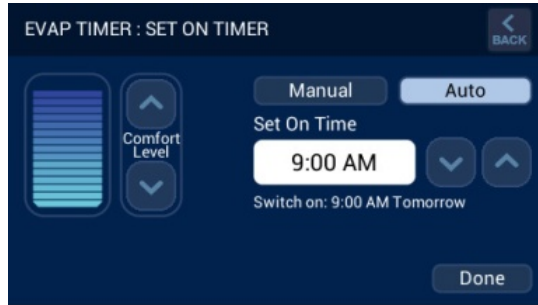 EVAP TIMER : SET ON TIMER
BACK
Manual
Auto
Comfort
Level
Set On Time
9:00 AM
Switch on: 9:00 AM Tomorrow
Done